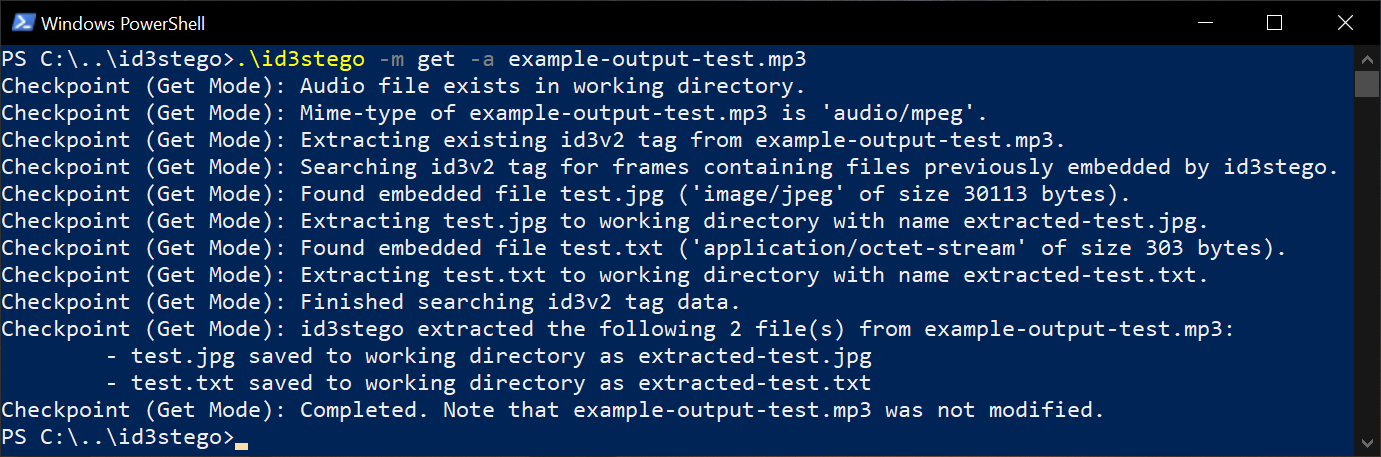 Windows PowerShell
PS C:\..\id3stego>.\id3stego -m get -a example-output-test.mp3
Checkpoint (Get Mode): Audio file exists in working directory.
Checkpoint (Get Mode): Mime-type of example-output-test.mp3 is 'audio/mpeg'.
Checkpoint (Get Mode): Extracting existing id3v2 tag from example-output-test.mp3.
Checkpoint (Get Mode): Searching id3v2 tag for frames containing files previously embedded by id3stego.
Checkpoint (Get Mode): Found embedded file test.jpg ('image/jpeg' of size 30113 bytes).
Checkpoint (Get Mode): Extracting test.jpg to working directory with name extracted-test.jpg.
Checkpoint (Get Mode): Found embedded file test.txt ('application/octet-stream' of size 303 bytes).
Checkpoint (Get Mode): Extracting test.txt to working directory with name extracted-test.txt.
Checkpoint (Get Mode): Finished searching id3v2 tag data.
Checkpoint (Get Mode): id3stego extracted the following 2 file(s) from example-output-test.mp3:
- test.jpg saved to working directory as extracted-test.jpg
- test.txt saved to working directory as extracted-test.txt
Checkpoint (Get Mode): Completed. Note that example-output-test.mp3 was not modified.
PS C:\..\id3stego>